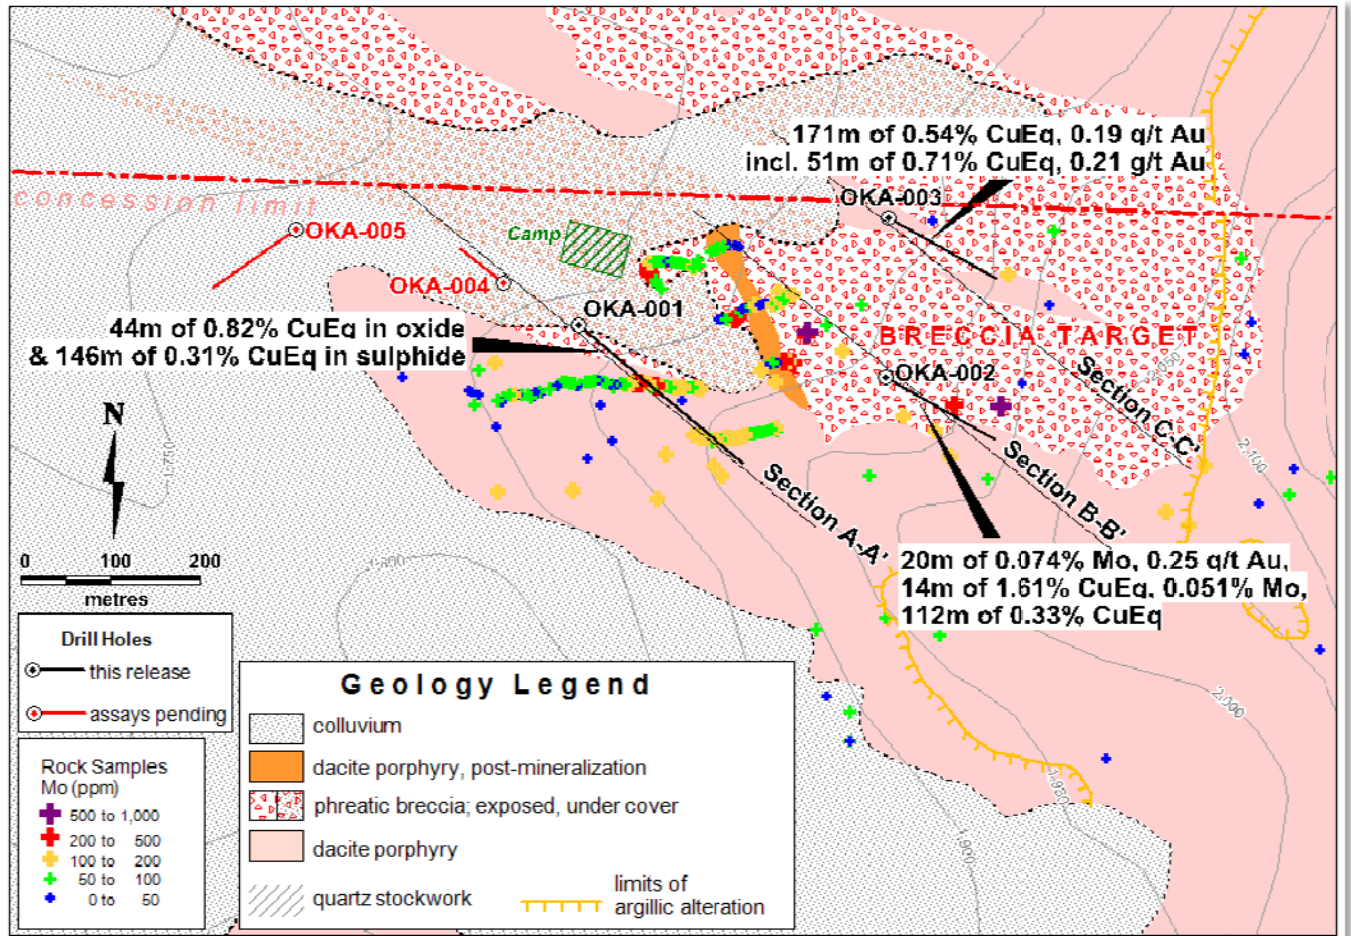 171m of 0.54% CuEq, 0.19 g/t Au
incl. 51m of 0.71% CuEq, 0.21 g/t Au
concession limit
OKA-003
OKA-005
Camp
OKA-004
OKA-001
44m of 0.82% CuEq in oxide
& 146m of 0.31% CuEq in sulphide
BRECCIA TARGET
OKA-002
Section C-C'
Section B-B'
Section A-A'
2,050
2,100
1,750
N
20m of 0.074% Mo, 0.25 g/t Au,
14m of 1.61% CuEq, 0.051% Mo,
112m of 0.33% CuEq
0 100 200
metres
2,000
1,950
1,900
Drill Holes
this release
assays pending
Rock Samples
Mo (ppm)
500 to 1,000
200 to 500
100 to 200
50 to 100
0 to 50
Geology Legend
colluvium
dacite porphyry, post-mineralization
phreatic breccia; exposed, under cover
dacite porphyry
quartz stockwork
limits of
argillic alteration